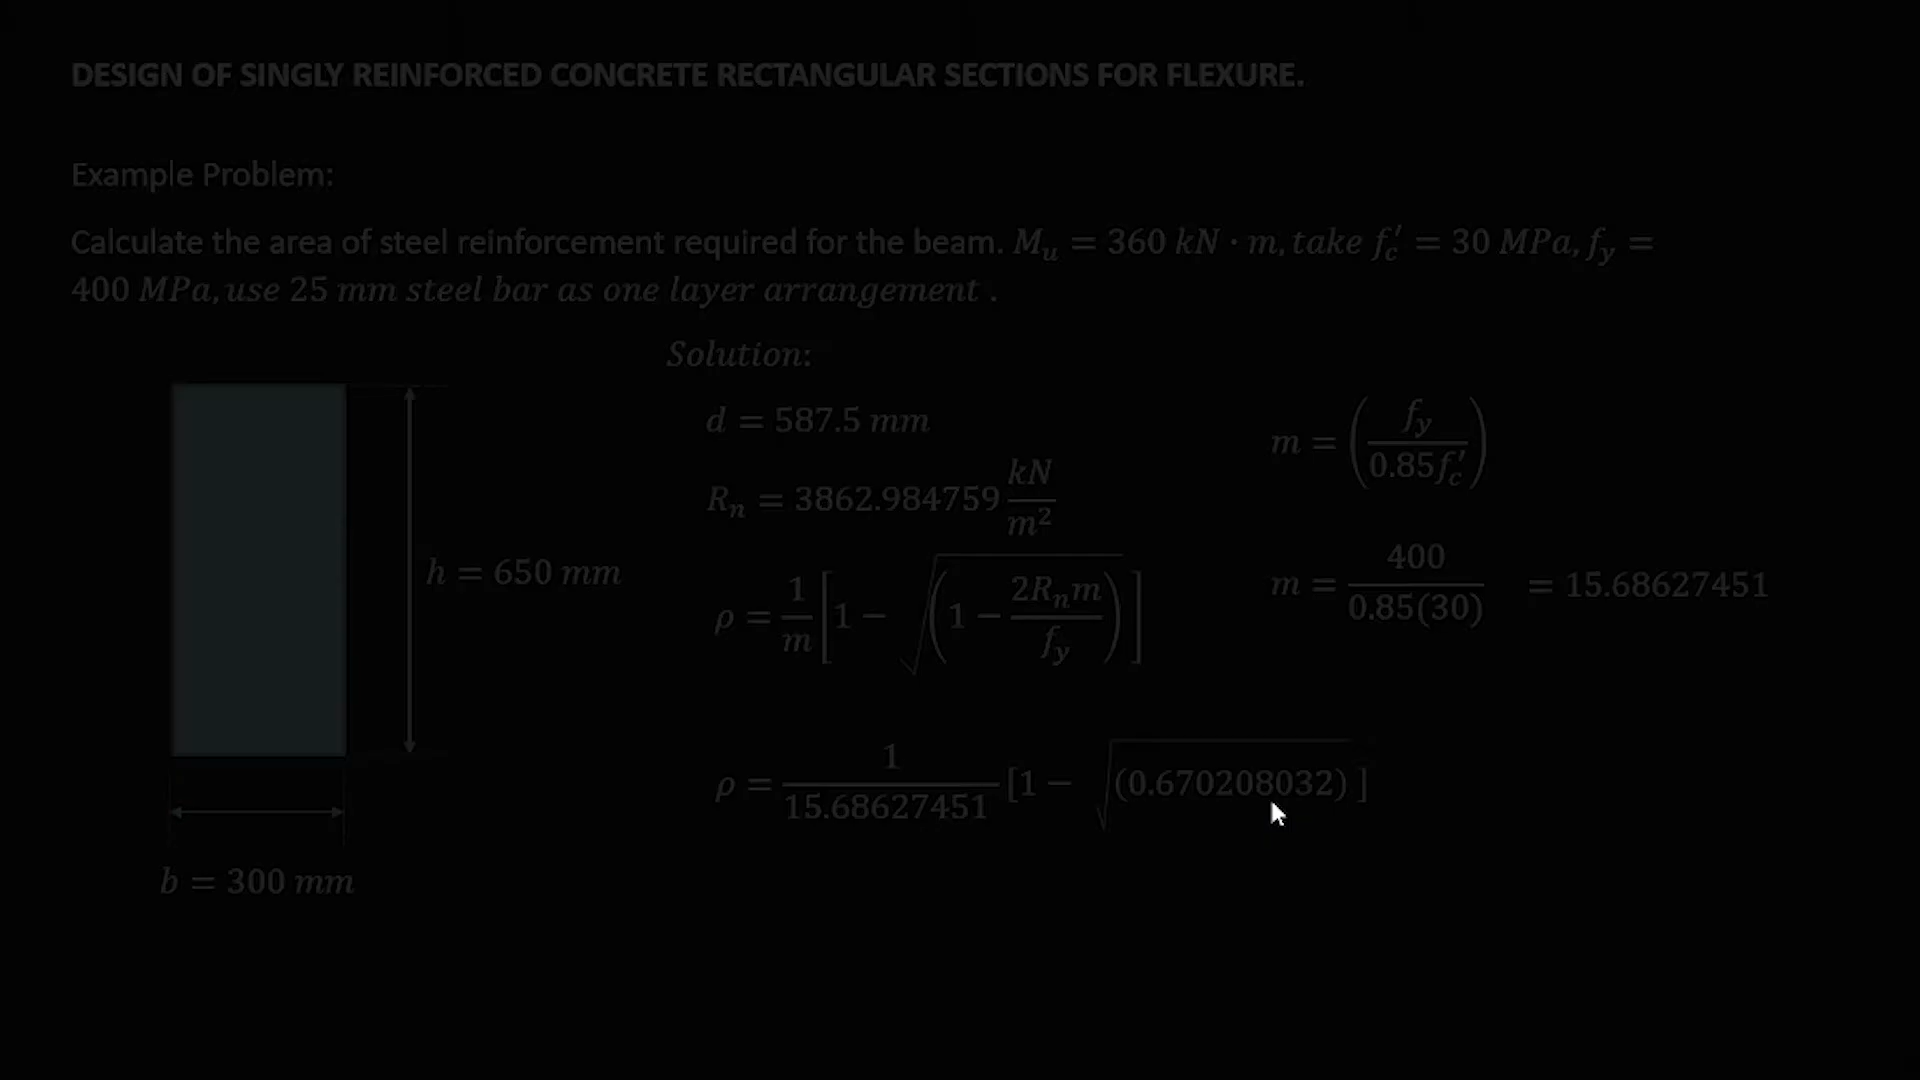 DESIGN OF SINGLY REINFORCED CONCRETE RECTANGULAR SECTIONS FOR FLEXURE.
Example Problem:
Calculate the area of steel reinforcement required for the beam. M_u = 360 kN · m, take f_c' = 30 MPa, f_y =
400 MPa, use 25 mm steel bar as one layer arrangement .
Solution:
d = 587.5 mm
m = (f_y / 0.85f_c')
R_n = 3862.984759 kN/m²
h = 650 mm
m = 400 / 0.85(30) = 15.68627451
ρ = 1/m [1 − √(1 − 2R_n m / f_y)]
ρ = 1/15.68627451 [1 − √(0.670208032) ]
b = 300 mm